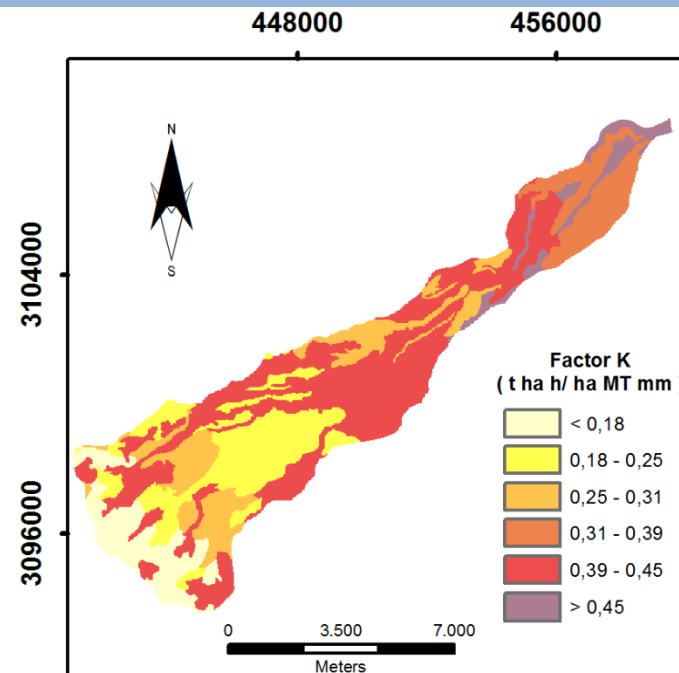 448000 456000
N
S
3104000
3096000
Factor K
( t ha h/ ha MT mm
< 0,18
0,18 - 0,25
0,25 - 0,31
0,31 - 0,39
0,39 - 0,45
> 0,45
0 3.500 7.000
Meters